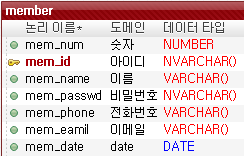 member
논리 이름* 도메인 데이터 타입
mem_num 숫자 NUMBER
mem_id 아이디 NVARCHAR()
mem_name 이름 VARCHAR()
mem_passwd 비밀번호 NVARCHAR()
mem_phone 전화번호 VARCHAR()
mem_eamil 이메일 VARCHAR()
mem_date date DATE